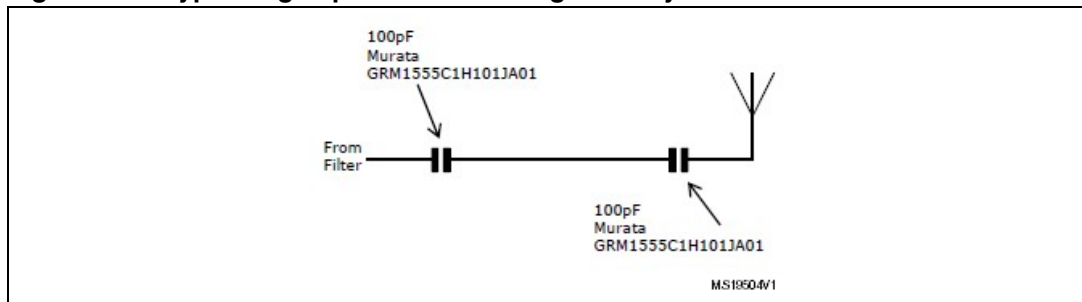 100pF
Murata
GRM1555C1H101JA01
From
Filter
100pF
Murata
GRM1555C1H101JA01
MS19504V1